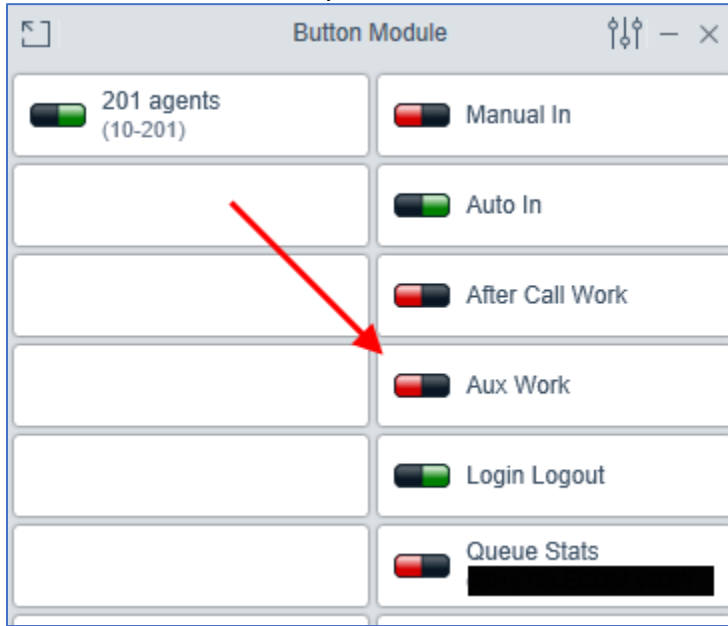 Button Module
201 agents
(10-201)
Manual In
Auto In
After Call Work
Aux Work
Login Logout
Queue Stats